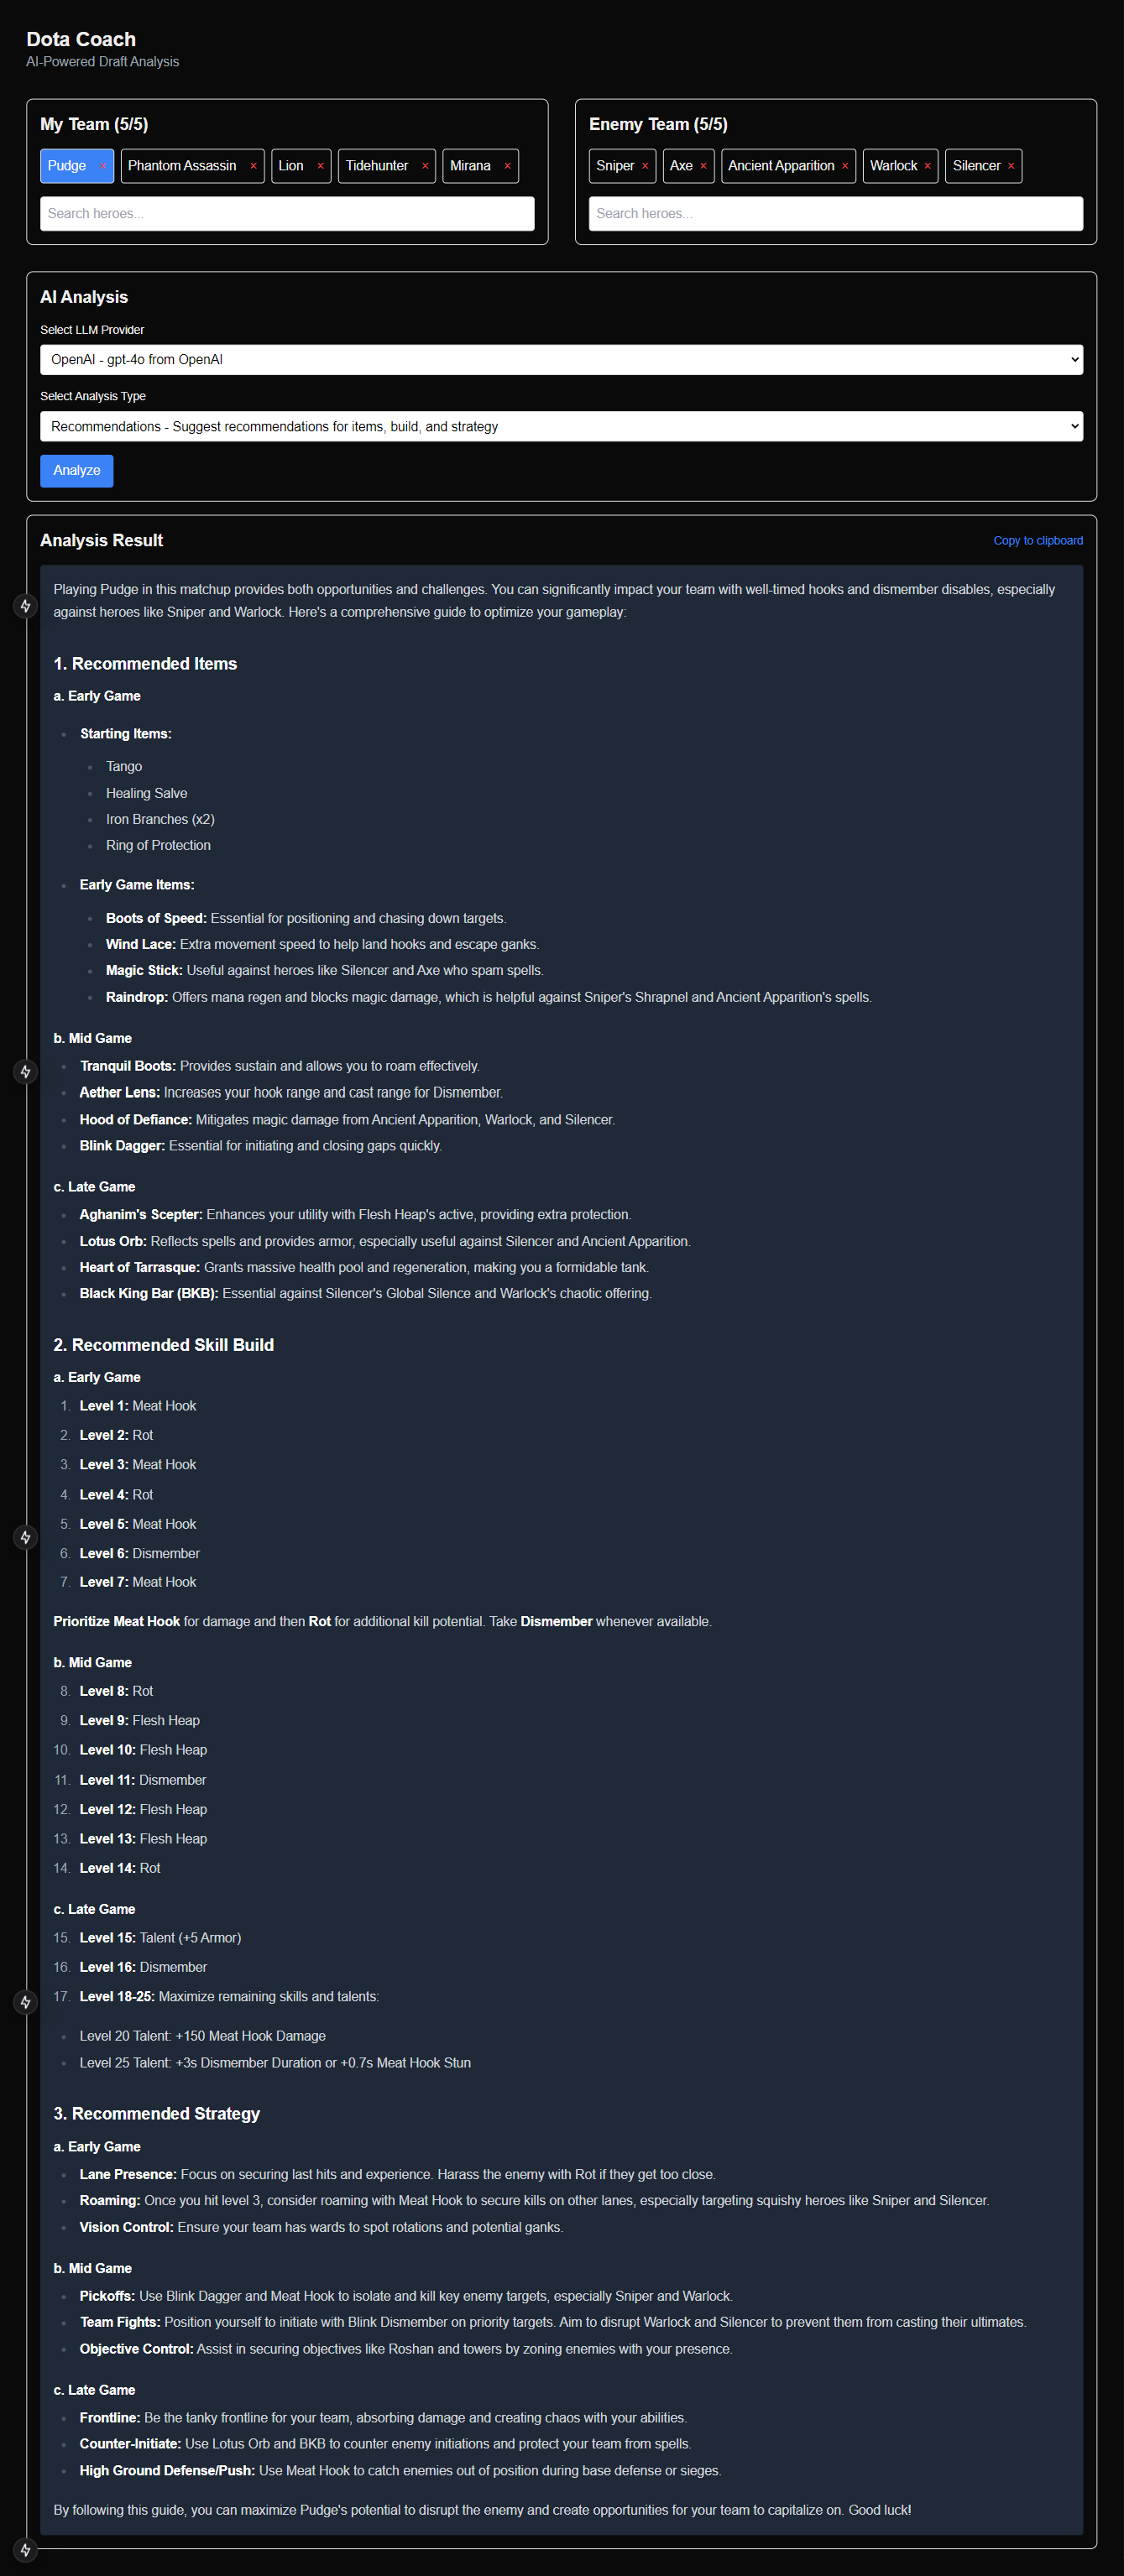 Dota Coach
AI-Powered Draft Analysis
My Team (5/5)
Pudge × Phantom Assassin × Lion × Tidehunter × Mirana ×
Search heroes...
Enemy Team (5/5)
Sniper × Axe × Ancient Apparition × Warlock × Silencer ×
Search heroes...
AI Analysis
Select LLM Provider
OpenAI - gpt-4o from OpenAI
Select Analysis Type
Recommendations - Suggest recommendations for items, build, and strategy
Analyze
Analysis Result
Copy to clipboard
Playing Pudge in this matchup provides both opportunities and challenges. You can significantly impact your team with well-timed hooks and dismember disables, especially
against heroes like Sniper and Warlock. Here's a comprehensive guide to optimize your gameplay:
1. Recommended Items
a. Early Game
• Starting Items:
• Tango
• Healing Salve
• Iron Branches (x2)
• Ring of Protection
• Early Game Items:
• Boots of Speed: Essential for positioning and chasing down targets.
• Wind Lace: Extra movement speed to help land hooks and escape ganks.
• Magic Stick: Useful against heroes like Silencer and Axe who spam spells.
• Raindrop: Offers mana regen and blocks magic damage, which is helpful against Sniper's Shrapnel and Ancient Apparition's spells.
b. Mid Game
• Tranquil Boots: Provides sustain and allows you to roam effectively.
• Aether Lens: Increases your hook range and cast range for Dismember.
• Hood of Defiance: Mitigates magic damage from Ancient Apparition, Warlock, and Silencer.
• Blink Dagger: Essential for initiating and closing gaps quickly.
c. Late Game
• Aghanim's Scepter: Enhances your utility with Flesh Heap's active, providing extra protection.
• Lotus Orb: Reflects spells and provides armor, especially useful against Silencer and Ancient Apparition.
• Heart of Tarrasque: Grants massive health pool and regeneration, making you a formidable tank.
• Black King Bar (BKB): Essential against Silencer's Global Silence and Warlock's chaotic offering.
2. Recommended Skill Build
a. Early Game
1. Level 1: Meat Hook
2. Level 2: Rot
3. Level 3: Meat Hook
4. Level 4: Rot
5. Level 5: Meat Hook
6. Level 6: Dismember
7. Level 7: Meat Hook
Prioritize Meat Hook for damage and then Rot for additional kill potential. Take Dismember whenever available.
b. Mid Game
8. Level 8: Rot
9. Level 9: Flesh Heap
10. Level 10: Flesh Heap
11. Level 11: Dismember
12. Level 12: Flesh Heap
13. Level 13: Flesh Heap
14. Level 14: Rot
c. Late Game
15. Level 15: Talent (+5 Armor)
16. Level 16: Dismember
17. Level 18-25: Maximize remaining skills and talents:
• Level 20 Talent: +150 Meat Hook Damage
• Level 25 Talent: +3s Dismember Duration or +0.7s Meat Hook Stun
3. Recommended Strategy
a. Early Game
• Lane Presence: Focus on securing last hits and experience. Harass the enemy with Rot if they get too close.
• Roaming: Once you hit level 3, consider roaming with Meat Hook to secure kills on other lanes, especially targeting squishy heroes like Sniper and Silencer.
• Vision Control: Ensure your team has wards to spot rotations and potential ganks.
b. Mid Game
• Pickoffs: Use Blink Dagger and Meat Hook to isolate and kill key enemy targets, especially Sniper and Warlock.
• Team Fights: Position yourself to initiate with Blink Dismember on priority targets. Aim to disrupt Warlock and Silencer to prevent them from casting their ultimates.
• Objective Control: Assist in securing objectives like Roshan and towers by zoning enemies with your presence.
c. Late Game
• Frontline: Be the tanky frontline for your team, absorbing damage and creating chaos with your abilities.
• Counter-Initiate: Use Lotus Orb and BKB to counter enemy initiations and protect your team from spells.
• High Ground Defense/Push: Use Meat Hook to catch enemies out of position during base defense or sieges.
By following this guide, you can maximize Pudge's potential to disrupt the enemy and create opportunities for your team to capitalize on. Good luck!